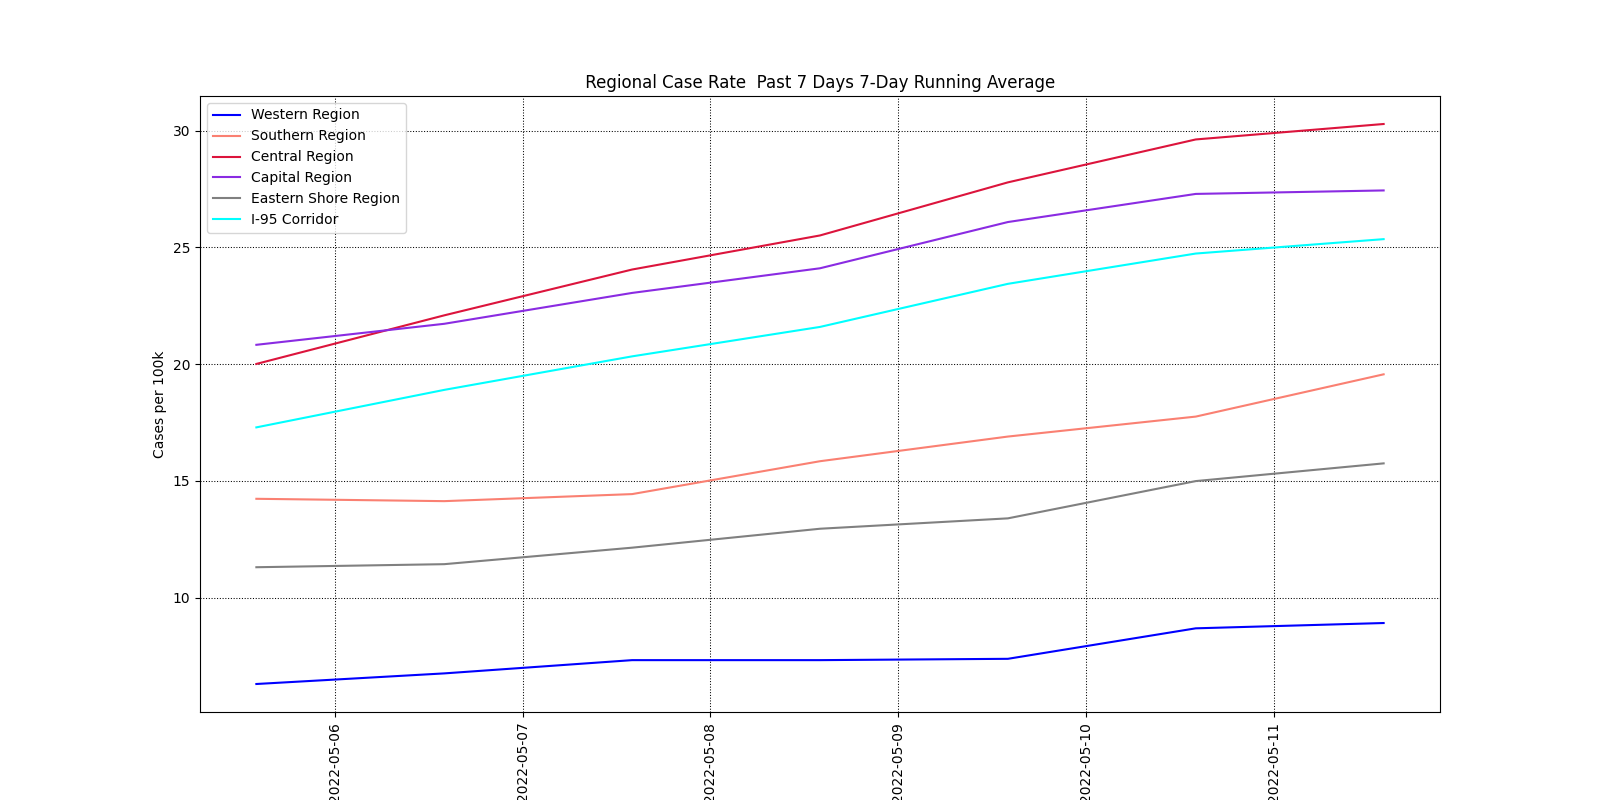 Regional Case Rate  Past 7 Days 7-Day Running Average
Western Region
Southern Region
Central Region
Capital Region
Eastern Shore Region
I-95 Corridor
Cases per 100k
30
25
20
15
10
2022-05-06
2022-05-07
2022-05-08
2022-05-09
2022-05-10
2022-05-11